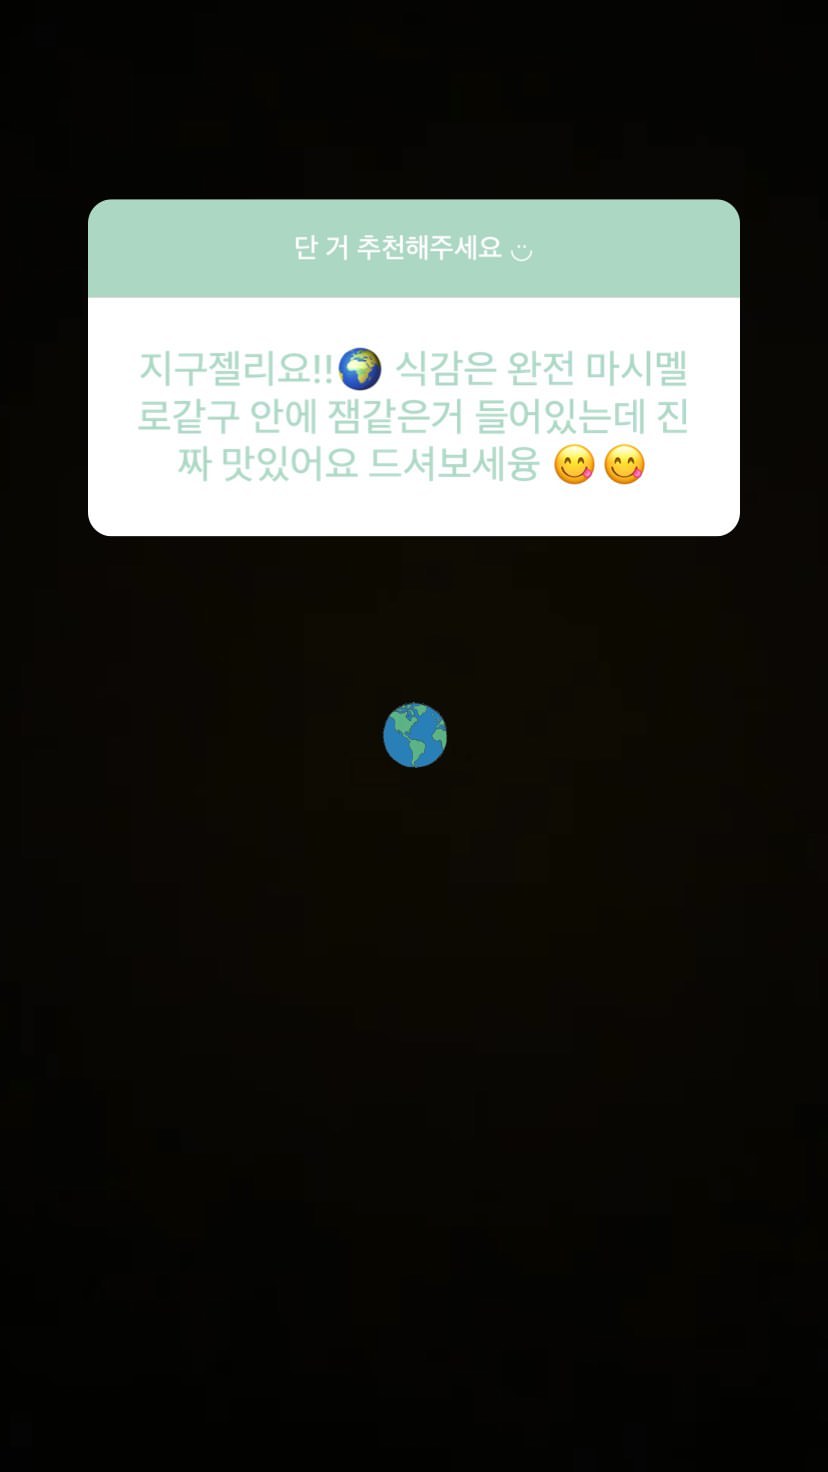 단 거 추천해주세요 ّت
지구젤리요!!🌍 식감은 완전 마시멜
로같구 안에 잼같은거 들어있는데 진
짜 맛있어요 드셔보세융 😋 😋